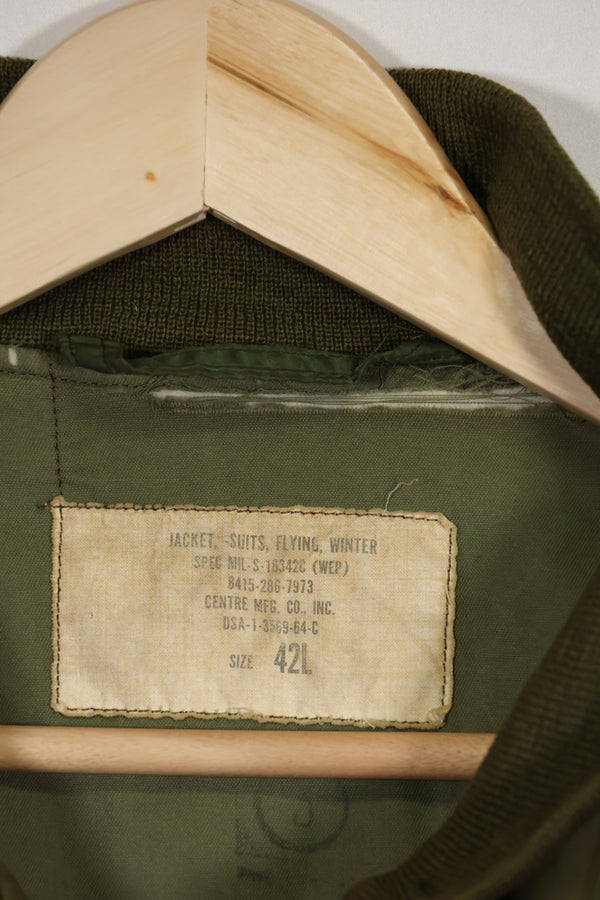 JACKET, -SUITS, FLYING, WINTER
SPEC MIL-S-18342C (WEP)
8415-286-7973
CENTRE MFG. CO., INC.
DSA-1-3569-64-C
SIZE 42L